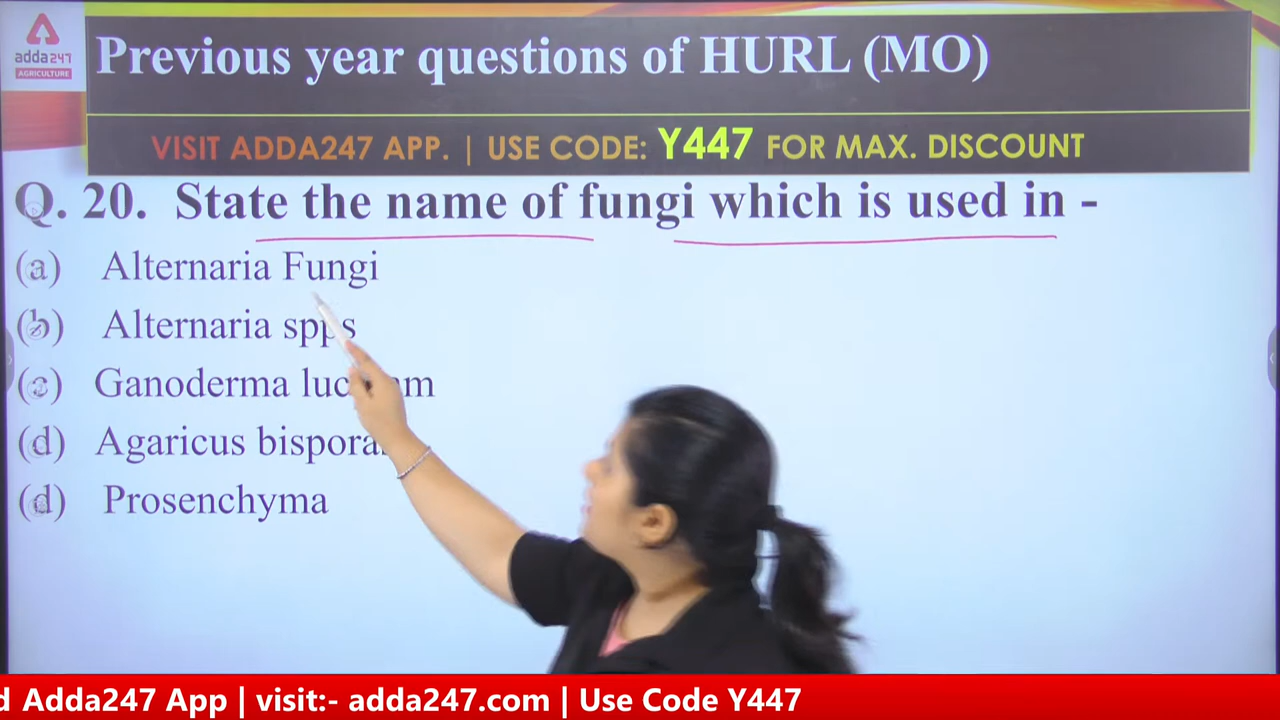 adda247
AGRICULTURE
Previous year questions of HURL (MO)
VISIT ADDA247 APP. | USE CODE: Y447 FOR MAX. DISCOUNT
Q. 20. State the name of fungi which is used in -
(a) Alternaria Fungi
(b) Alternaria spps
(c) Ganoderma
(d) Agaricus
(d) Prosenchyma
d Adda247 App | visit:- adda247.com | Use Code Y447